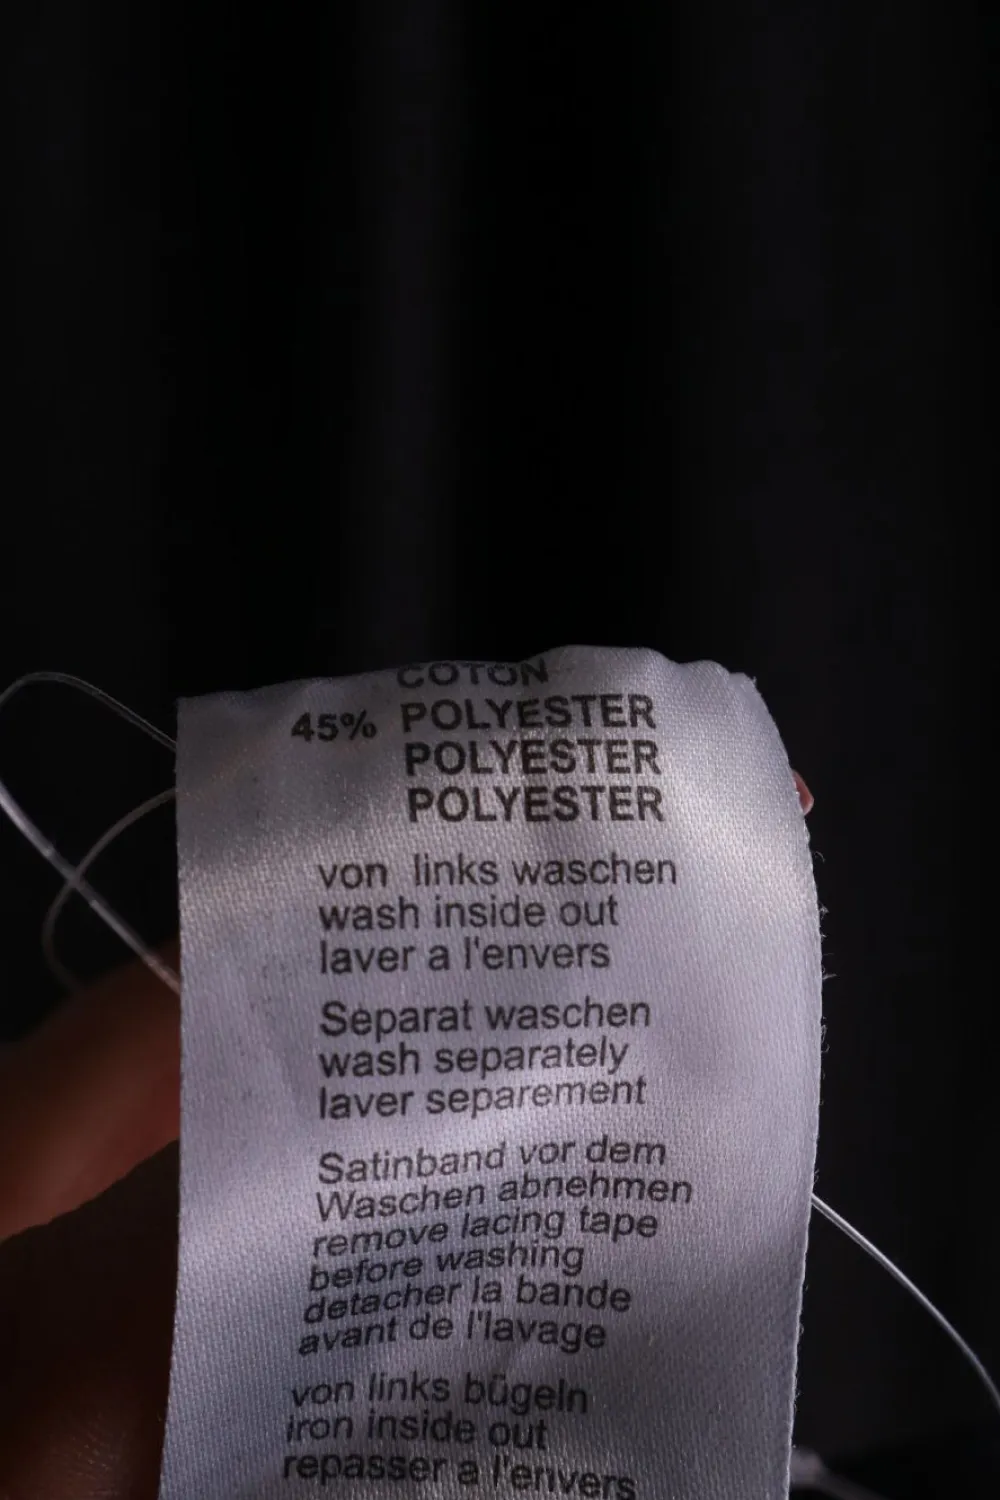 COTON
45% POLYESTER
POLYESTER
POLYESTER
von links waschen
wash inside out
laver a l'envers
Separat waschen
wash separately
laver separement
Satinband vor dem
Waschen abnehmen
remove lacing tape
before washing
detacher la bande
avant de l'lavage
von links bügeln
iron inside out
repasser a l'envers